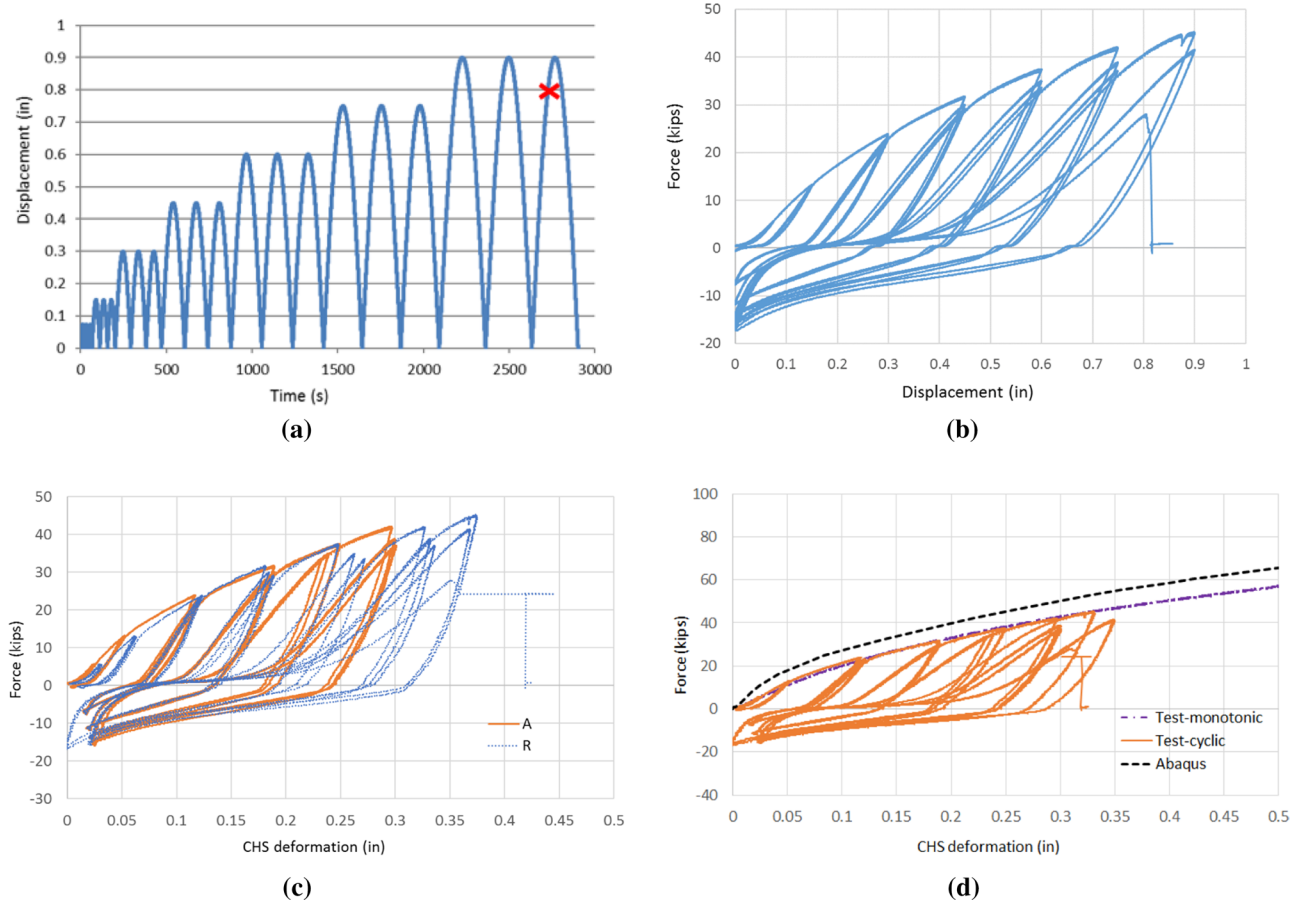 1
0.9
0.8
0.7
0.6
0.5
0.4
0.3
0.2
0.1
0
Displacement (in)
0 500 1000 1500 2000 2500 3000
Time (s)
(a)
50
40
30
20
10
0
-10
-20
Force (kips)
0 0.1 0.2 0.3 0.4 0.5 0.6 0.7 0.8 0.9 1
Displacement (in)
(b)
50
40
30
20
10
0
-10
-20
-30
Force (kips)
A
R
0 0.05 0.1 0.15 0.2 0.25 0.3 0.35 0.4 0.45 0.5
CHS deformation (in)
(c)
100
80
60
40
20
0
-20
-40
Force (kips)
Test-monotonic
Test-cyclic
Abaqus
0 0.05 0.1 0.15 0.2 0.25 0.3 0.35 0.4 0.45 0.5
CHS deformation (in)
(d)